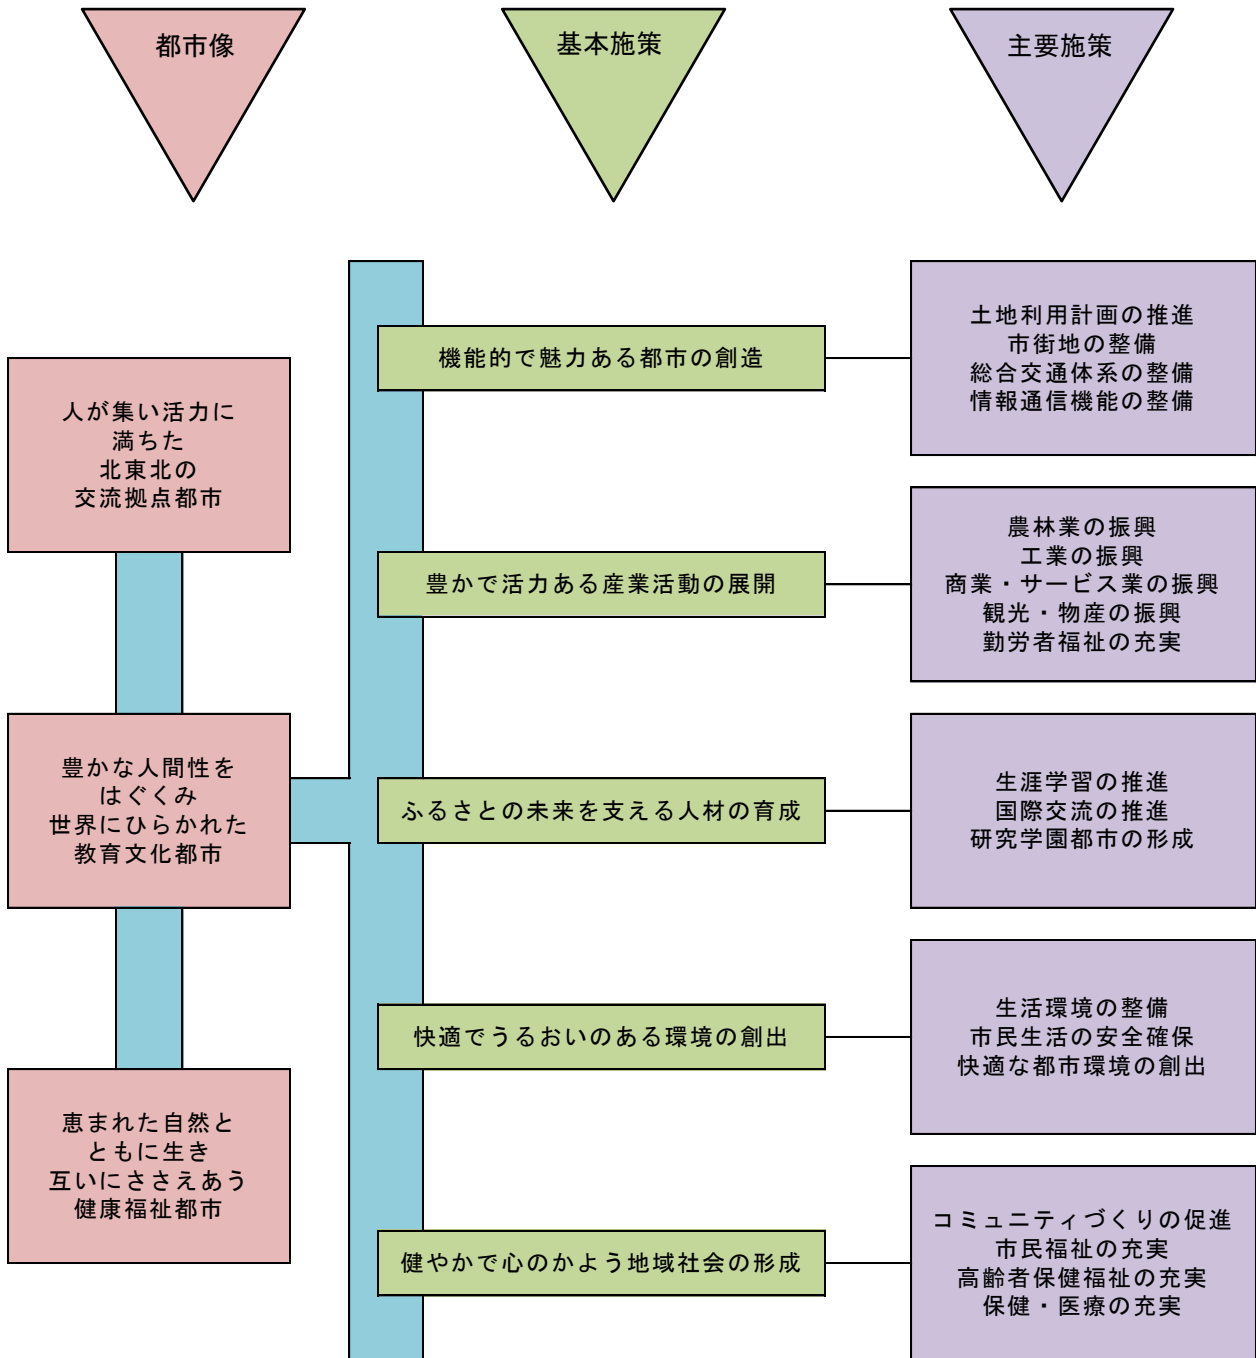 都市像
基本施策
主要施策
人が集い活力に
満ちた
北東北の
交流拠点都市
豊かな人間性を
はぐくみ
世界にひらかれた
教育文化都市
恵まれた自然と
ともに生き
互いにささえあう
健康福祉都市
機能的で魅力ある都市の創造
土地利用計画の推進
市街地の整備
総合交通体系の整備
情報通信機能の整備
豊かで活力ある産業活動の展開
農林業の振興
工業の振興
商業・サービス業の振興
観光・物産の振興
勤労者福祉の充実
ふるさとの未来を支える人材の育成
生涯学習の推進
国際交流の推進
研究学園都市の形成
快適でうるおいのある環境の創出
生活環境の整備
市民生活の安全確保
快適な都市環境の創出
健やかで心のかよう地域社会の形成
コミュニティづくりの促進
市民福祉の充実
高齢者保健福祉の充実
保健・医療の充実